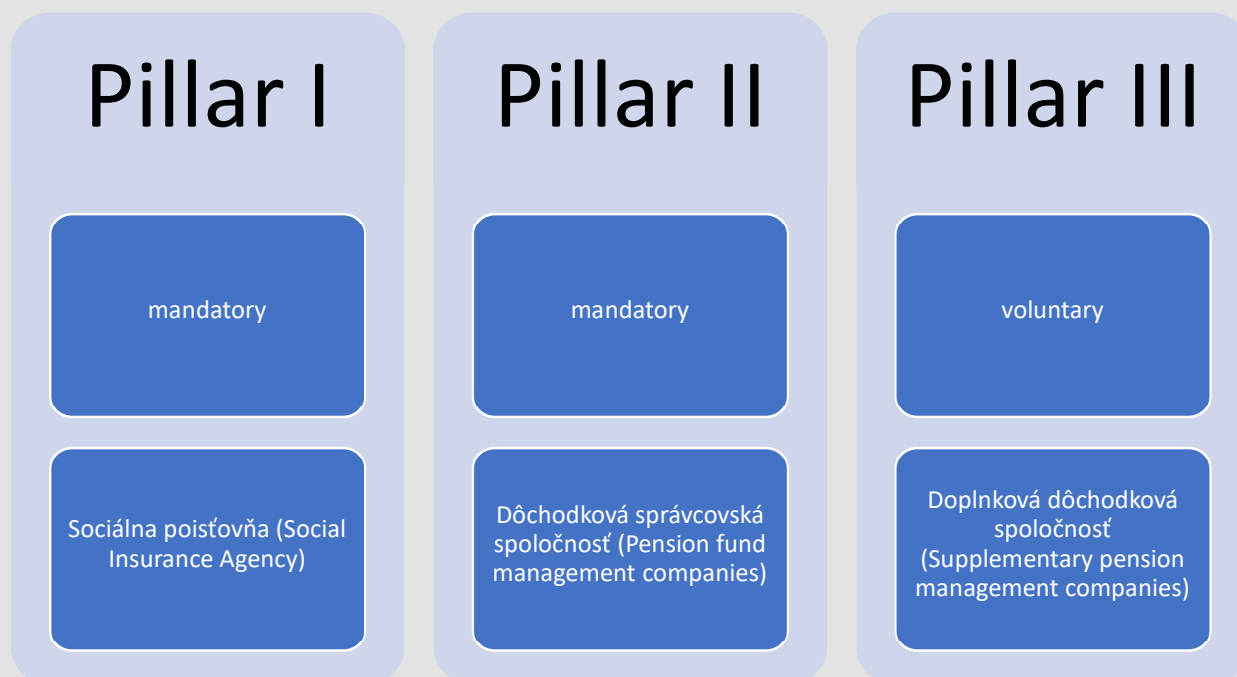 Pillar I
mandatory
Sociálna poisťovňa (Social
Insurance Agency)
Pillar II
mandatory
Dôchodková správcovská
spoločnosť (Pension fund
management companies)
Pillar III
voluntary
Doplnková dôchodková
spoločnosť
(Supplementary pension
management companies)